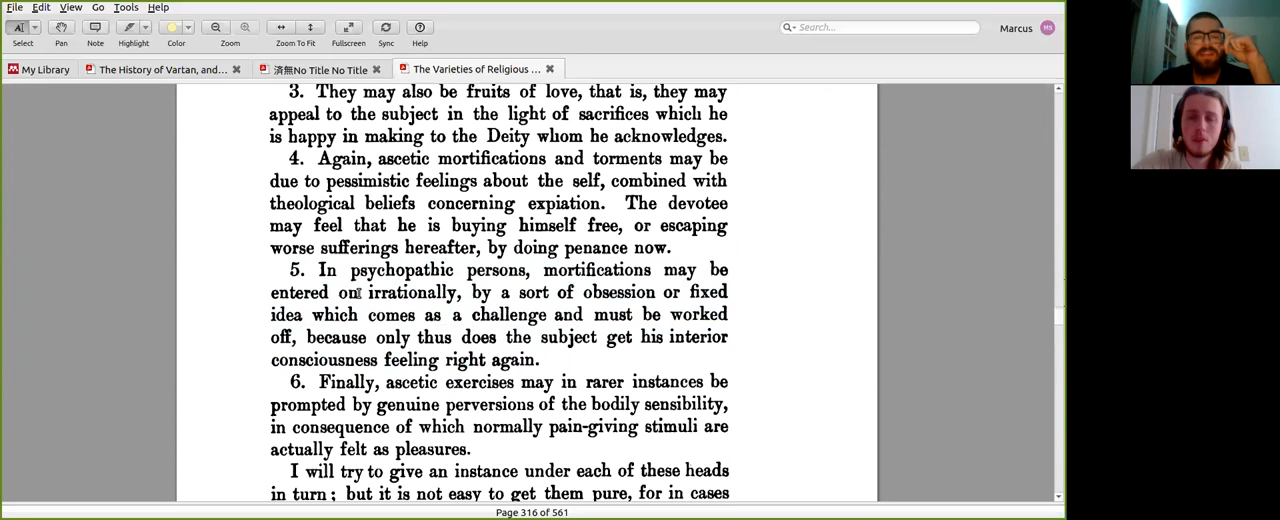 File Edit View Go Tools Help
Select Pan Note Highlight Color Zoom Zoom To Fit Fullscreen Sync Help
Search...
Marcus MS
My Library
The History of Vartan, and...
済無No Title No Title
The Varieties of Religious ...
3. They may also be fruits of love, that is, they may
appeal to the subject in the light of sacrifices which he
is happy in making to the Deity whom he acknowledges.
4. Again, ascetic mortifications and torments may be
due to pessimistic feelings about the self, combined with
theological beliefs concerning expiation. The devotee
may feel that he is buying himself free, or escaping
worse sufferings hereafter, by doing penance now.
5. In psychopathic persons, mortifications may be
entered on irrationally, by a sort of obsession or fixed
idea which comes as a challenge and must be worked
off, because only thus does the subject get his interior
consciousness feeling right again.
6. Finally, ascetic exercises may in rarer instances be
prompted by genuine perversions of the bodily sensibility,
in consequence of which normally pain-giving stimuli are
actually felt as pleasures.
I will try to give an instance under each of these heads
in turn; but it is not easy to get them pure, for in cases
Page 316 of 561